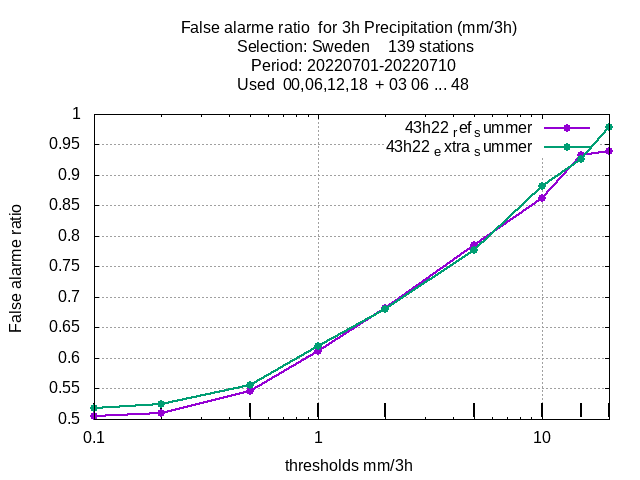 False alarme ratio for 3h Precipitation (mm/3h)
Selection: Sweden 139 stations
Period: 20220701-20220710
Used 00,06,12,18 + 03 06 ... 48
43h22 ref summer
43h22 extra summer
1
0.95
0.9
0.85
0.8
0.75
0.7
0.65
0.6
0.55
0.5
False alarme ratio
0.1 1 10
thresholds mm/3h